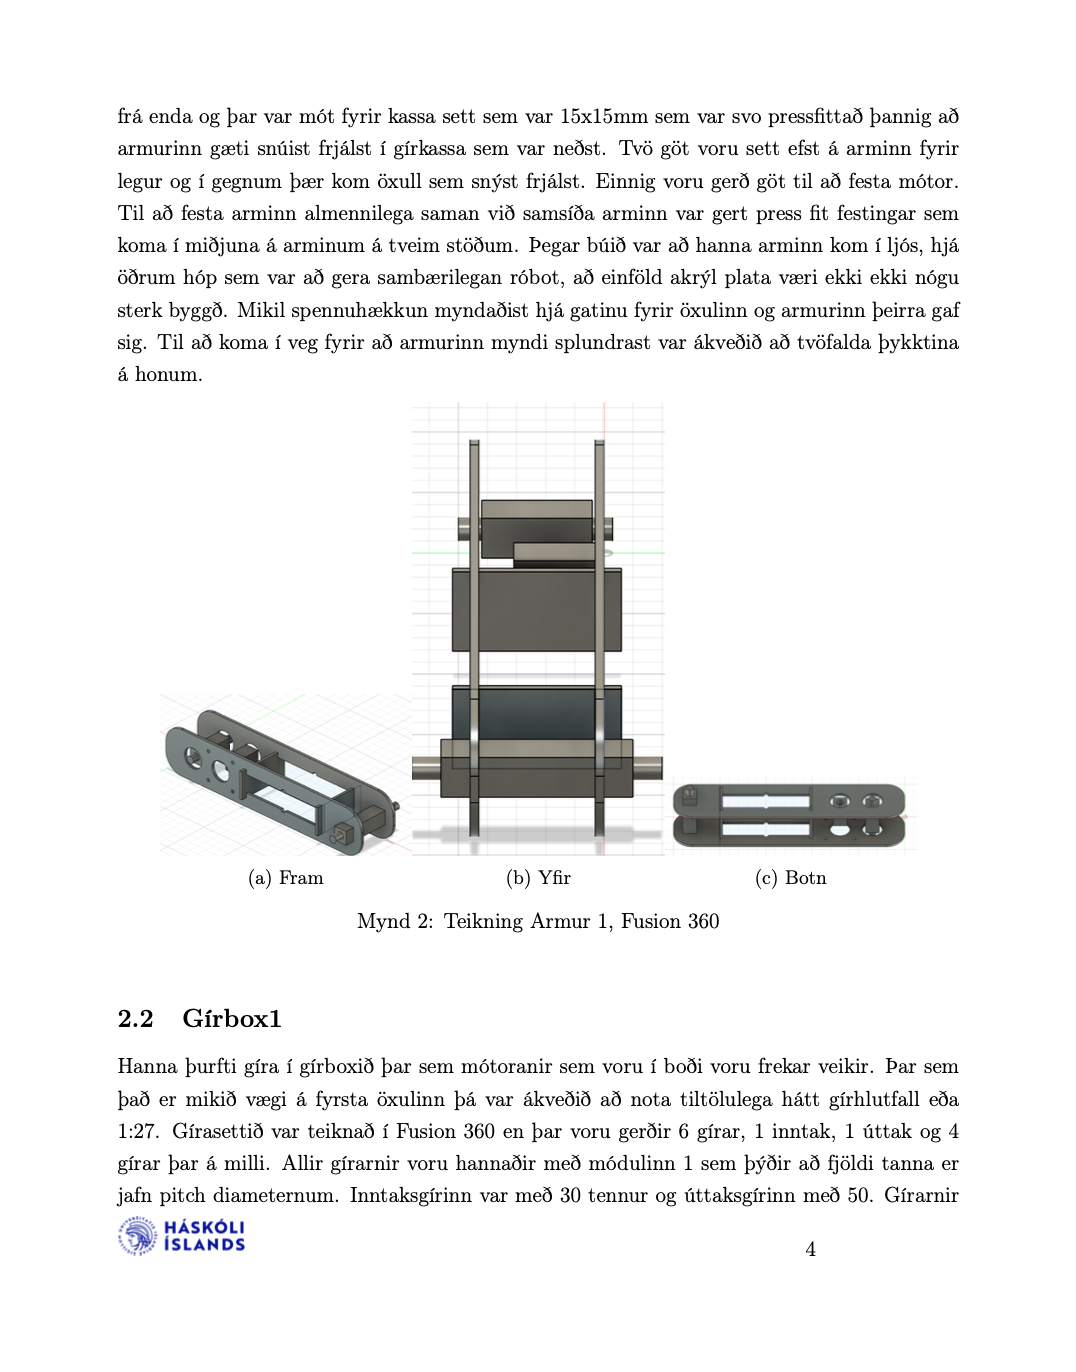 frá enda og þar var mót fyrir kassa sett sem var 15x15mm sem var svo pressfittað þannig að
armurinn gæti snúist frjálst í gírkassa sem var neðst. Tvö göt voru sett efst á arminn fyrir
legur og í gegnum þær kom öxull sem snýst frjálst. Einnig voru gerð göt til að festa mótor.
Til að festa arminn almennilega saman við samsíða arminn var gert press fit festingar sem
koma í miðjuna á arminum á tveim stöðum. Þegar búið var að hanna arminn kom í ljós, hjá
öðrum hóp sem var að gera sambærilegan róbot, að einföld akrýl plata væri ekki ekki nógu
sterk byggð. Mikil spennuhækkun myndaðist hjá gatinu fyrir öxulinn og armurinn þeirra gaf
sig. Til að koma í veg fyrir að armurinn myndi splundrast var ákveðið að tvöfalda þykktina
á honum.
(a) Fram
(b) Yfir
(c) Botn
Mynd 2: Teikning Armur 1, Fusion 360
2.2 Gírbox1
Hanna þurfti gíra í gírboxið þar sem mótoranir sem voru í boði voru frekar veikir. Þar sem
það er mikið vægi á fyrsta öxulinn þá var ákveðið að nota tiltölulega hátt gírhlutfall eða
1:27. Gírasettið var teiknað í Fusion 360 en þar voru gerðir 6 gírar, 1 inntak, 1 úttak og 4
gírar þar á milli. Allir gírarnir voru hannaðir með módulinn 1 sem þýðir að fjöldi tanna er
jafn pitch diameternum. Inntaksgírinn var með 30 tennur og úttaksgírinn með 50. Gírarnir
HÁSKÓLI
ÍSLANDS
4